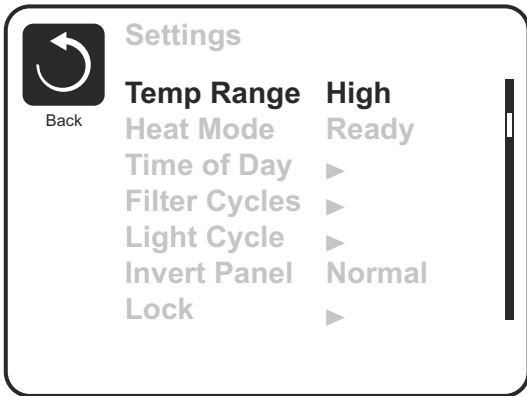 Settings
Back
Temp Range High
Heat Mode Ready
Time of Day
Filter Cycles
Light Cycle
Invert Panel Normal
Lock